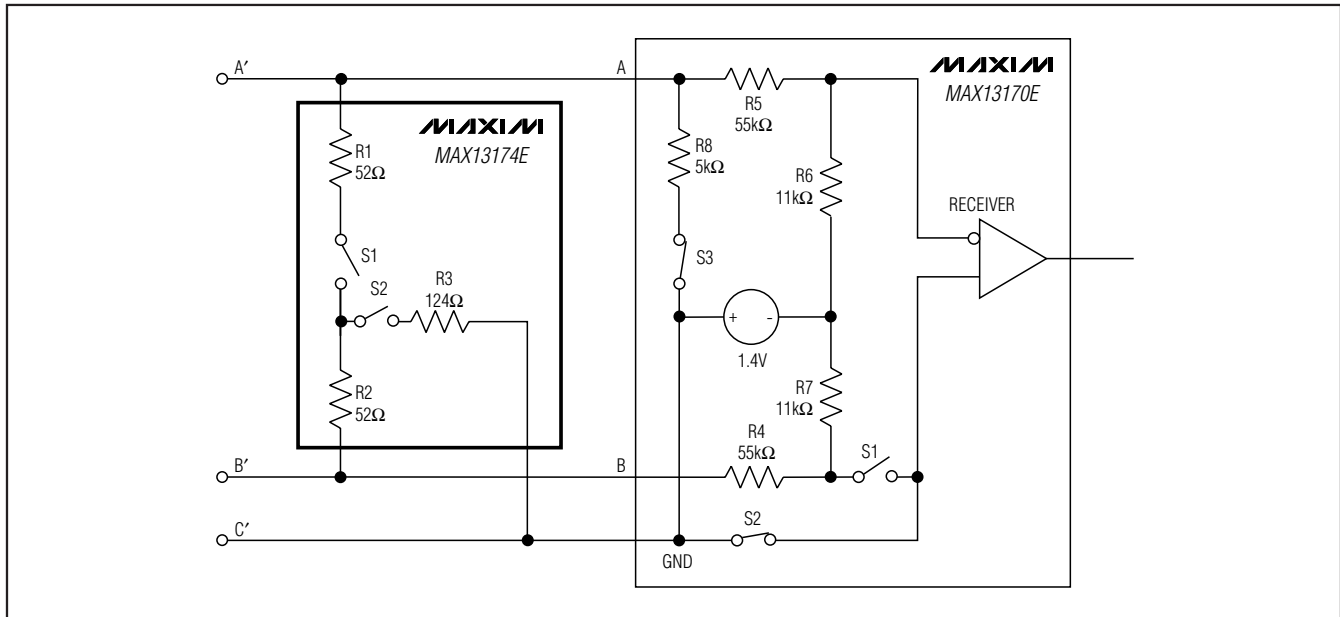 A′
A
MAXIM
MAX13170E
R5
55kΩ
MAXIM
MAX13174E
R1
52Ω
R8
5kΩ
R6
11kΩ
RECEIVER
S1
S3
S2
R3
124Ω
+ -
1.4V
R2
52Ω
R7
11kΩ
R4
55kΩ
S1
B′
B
S2
C′
GND